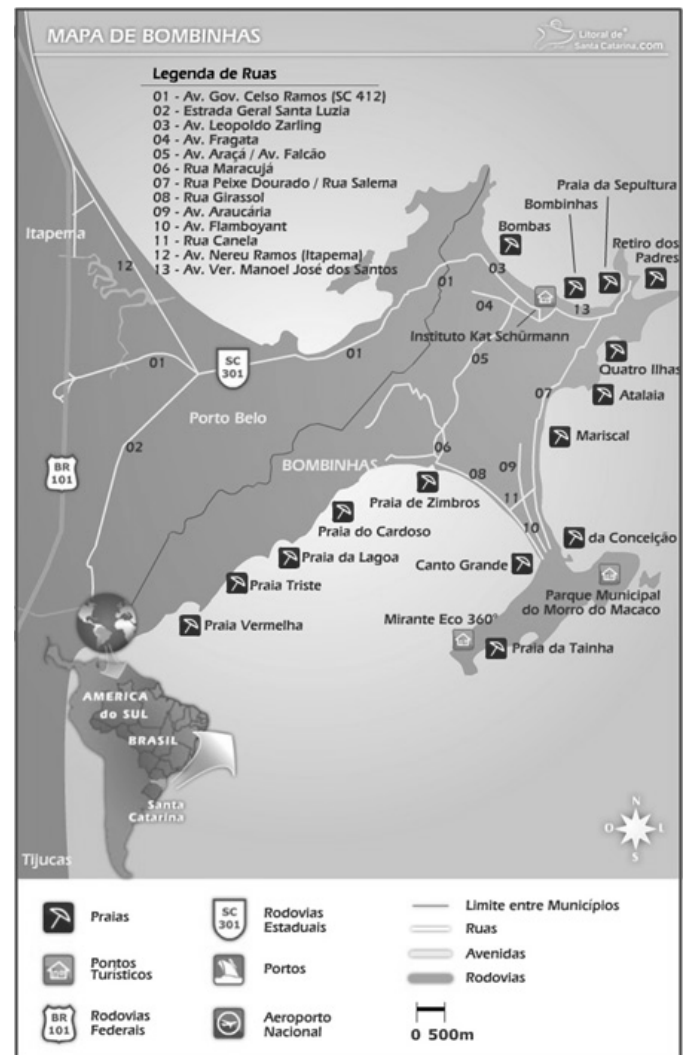 MAPA DE BOMBINHAS
Litoral de
Santa Catarina.COM
Legenda de Ruas
01 - Av. Gov. Celso Ramos (SC 412)
02 - Estrada Geral Santa Luzia
03 - Av. Leopoldo Zarling
04 - Av. Fragata
05 - Av. Araçá / Av. Falcão
06 - Rua Maracujá
07 - Rua Peixe Dourado / Rua Salema
08 - Rua Girassol
09 - Av. Araucária
10 - Av. Flamboyant
11 - Rua Canela
12 - Av. Nereu Ramos (Itapema)
13 - Av. Ver. Manoel José dos Santos
Praia da Sepultura
Bombinhas
Retiro dos
Padres
Bombas
Itapema
12
03
01
04
13
Instituto Kat Schürmann
01
01
SC
301
05
Quatro Ilhas
07
Atalaia
Porto Belo
Mariscal
02
06
BR
101
BOMBINHAS
08
09
Praia de Zimbros
11
Praia do Cardoso
10
da Conceição
Praia da Lagoa
Canto Grande
Praia Triste
Parque Municipal
do Morro do Macaco
Praia Vermelha
Mirante Eco 360º
Praia da Tainha
AMERICA
do SUL
BRASIL
Santa
Catarina
N
O
L
S
Tijucas
Praias
SC
301
Rodovias
Estaduais
Limite entre Municípios
Ruas
Pontos
Turísticos
Portos
Avenidas
Rodovias
BR
101
Rodovias
Federais
Aeroporto
Nacional
0 500m